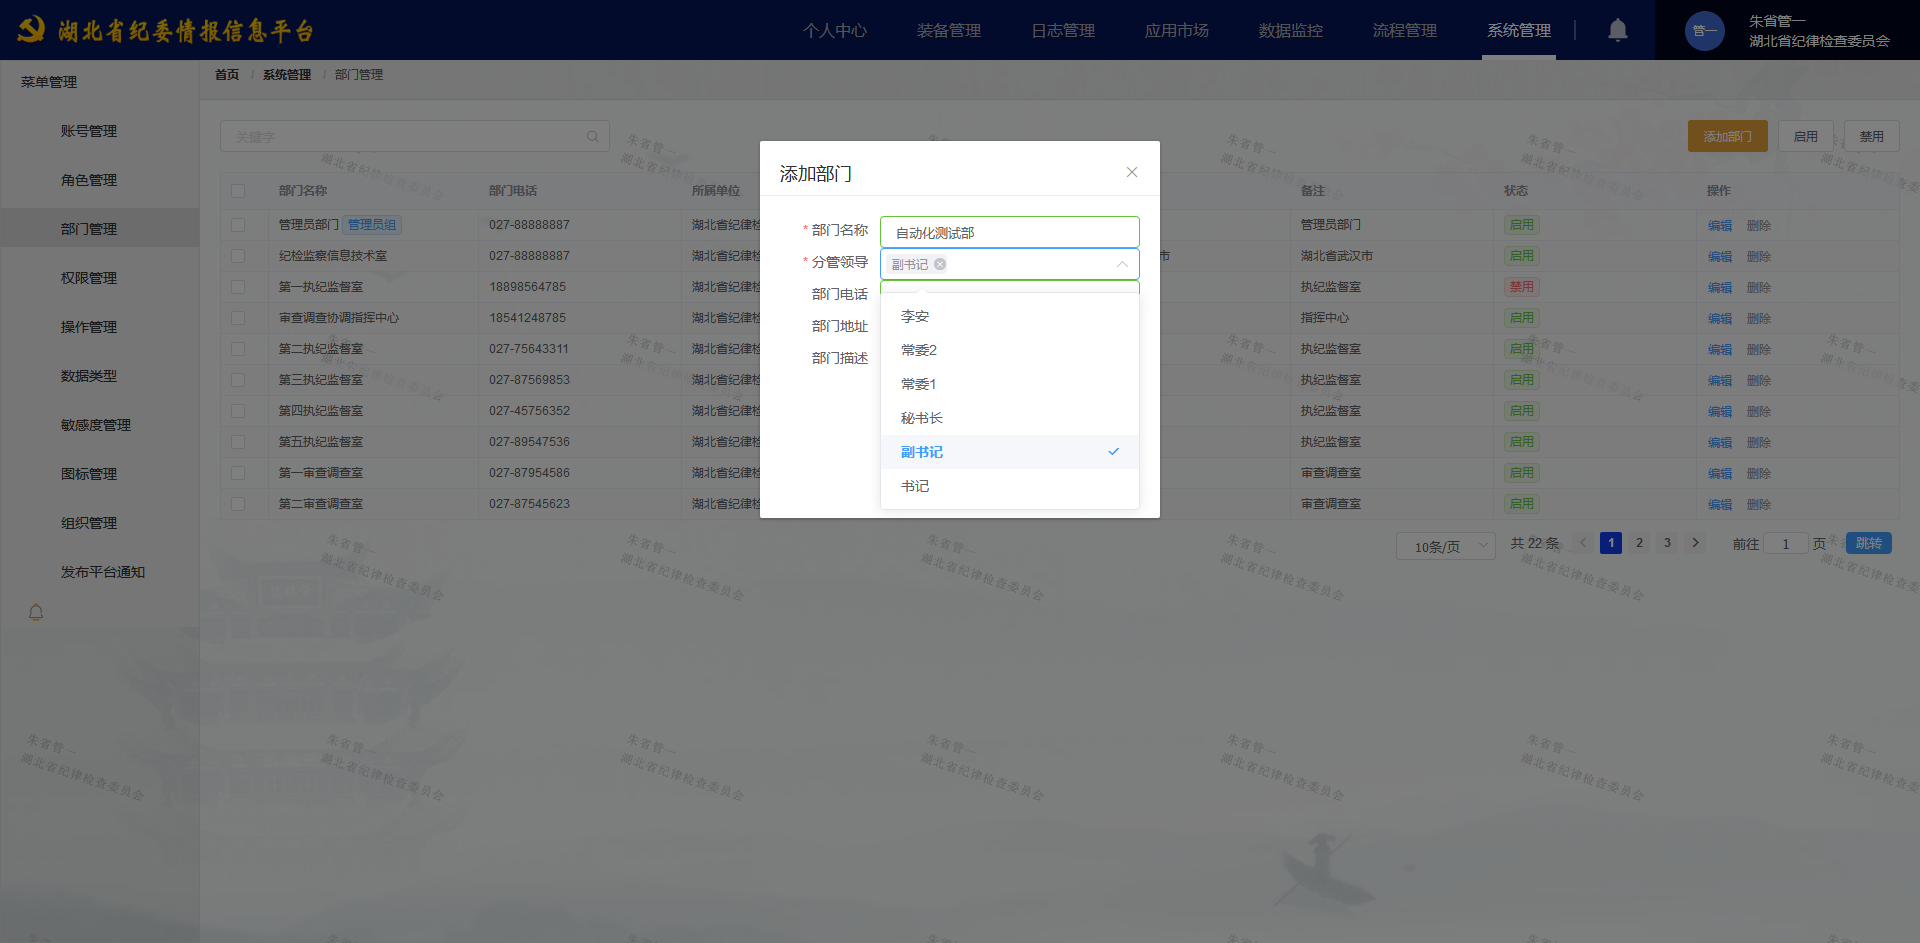 湖北省纪委情报信息平台
个人中心 装备管理 日志管理 应用市场 数据监控 流程管理 系统管理
管一
朱省管一
湖北省纪律检查委员会
菜单管理
账号管理
角色管理
部门管理
权限管理
操作管理
数据类型
敏感度管理
图标管理
组织管理
发布平台通知
首页 / 系统管理 / 部门管理
关键字
添加部门 启用 禁用
部门名称 部门电话 所属单位 备注 状态 操作
管理员部门 管理员组 027-88888887 湖北省纪律检 管理员部门 启用 编辑 删除
纪检监察信息技术室 027-88888887 湖北省纪律检 市 湖北省武汉市 启用 编辑 删除
第一执纪监督室 18898564785 湖北省纪律检 执纪监督室 禁用 编辑 删除
审查调查协调指挥中心 18541248785 湖北省纪律检 指挥中心 启用 编辑 删除
第二执纪监督室 027-75643311 湖北省纪律检 执纪监督室 启用 编辑 删除
第三执纪监督室 027-87569853 湖北省纪律检 执纪监督室 启用 编辑 删除
第四执纪监督室 027-45756352 湖北省纪律检 执纪监督室 启用 编辑 删除
第五执纪监督室 027-89547536 湖北省纪律检 执纪监督室 启用 编辑 删除
第一审查调查室 027-87954586 湖北省纪律检 审查调查室 启用 编辑 删除
第二审查调查室 027-87545623 湖北省纪律检 审查调查室 启用 编辑 删除
10条/页 共 22 条 1 2 3 前往 1 页 跳转
添加部门
* 部门名称 自动化测试部
* 分管领导 副书记
部门电话
部门地址
部门描述
李安
常委2
常委1
秘书长
副书记
书记
朱省管一
湖北省纪律检查委员会